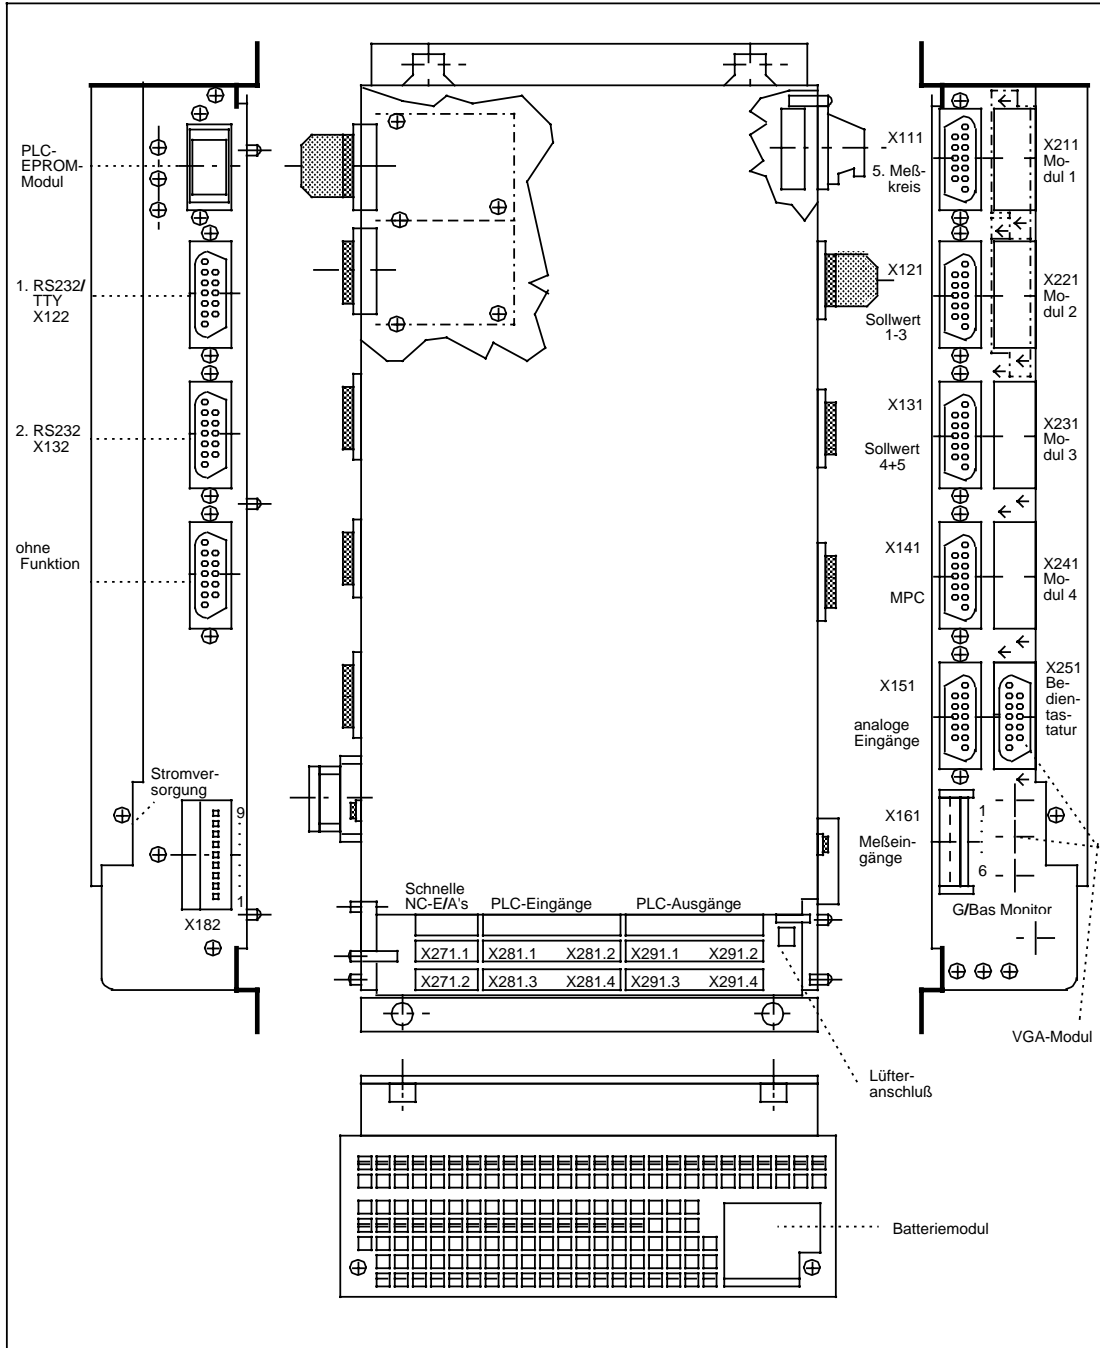 PLC-
EPROM-
Modul
1. RS232/
TTY
X122
2. RS232
X132
ohne
Funktion
Stromver-
sorgung
9
1
X182
Schnelle
NC-E/A's
PLC-Eingänge
PLC-Ausgänge
X271.1
X281.1
X281.2
X291.1
X291.2
X271.2
X281.3
X281.4
X291.3
X291.4
X111
5. Meß-
kreis
X121
Sollwert
1-3
X131
Sollwert
4+5
X141
MPC
X151
analoge
Eingänge
X161
Meßein-
gänge
1
6
G/Bas Monitor
X211
Mo-
dul 1
X221
Mo-
dul 2
X231
Mo-
dul 3
X241
Mo-
dul 4
X251
Be-
dien-
tas-
tatur
VGA-Modul
Lüfter-
anschluß
Batteriemodul